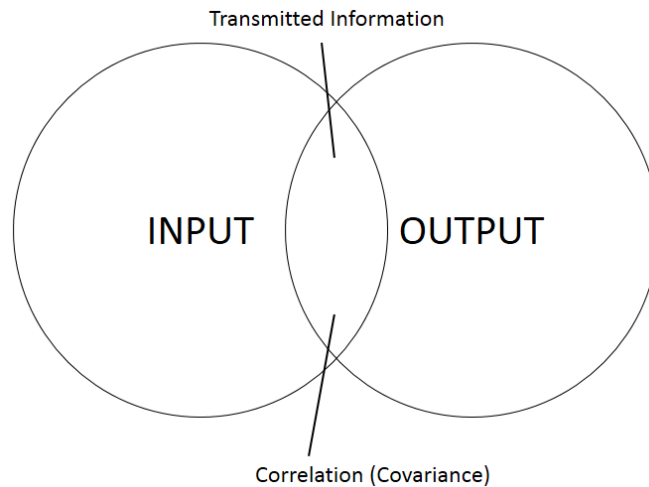 Transmitted Information
INPUT
OUTPUT
Correlation (Covariance)